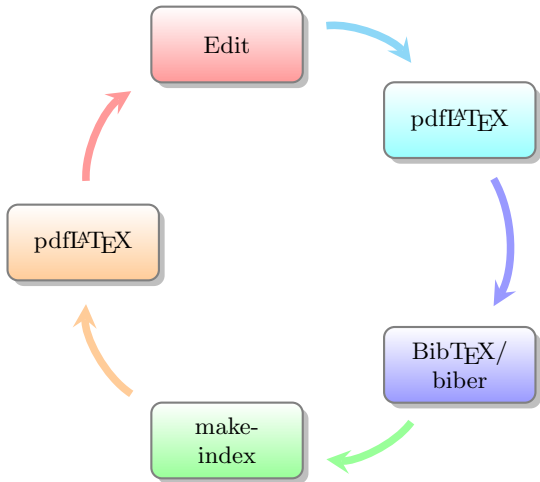 Edit
pdfLATEX
BibTEX/
biber
make-
index
pdfLATEX